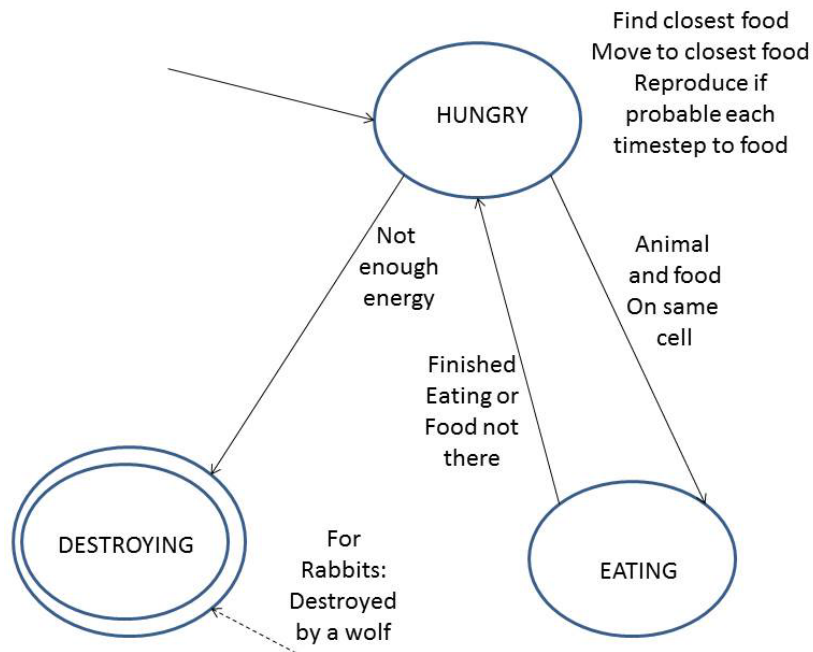 Find closest food
Move to closest food
Reproduce if
probable each
timestep to food
HUNGRY
Not
enough
energy
Animal
and food
On same
cell
Finished
Eating or
Food not
there
DESTROYING
For
Rabbits:
Destroyed
by a wolf
EATING